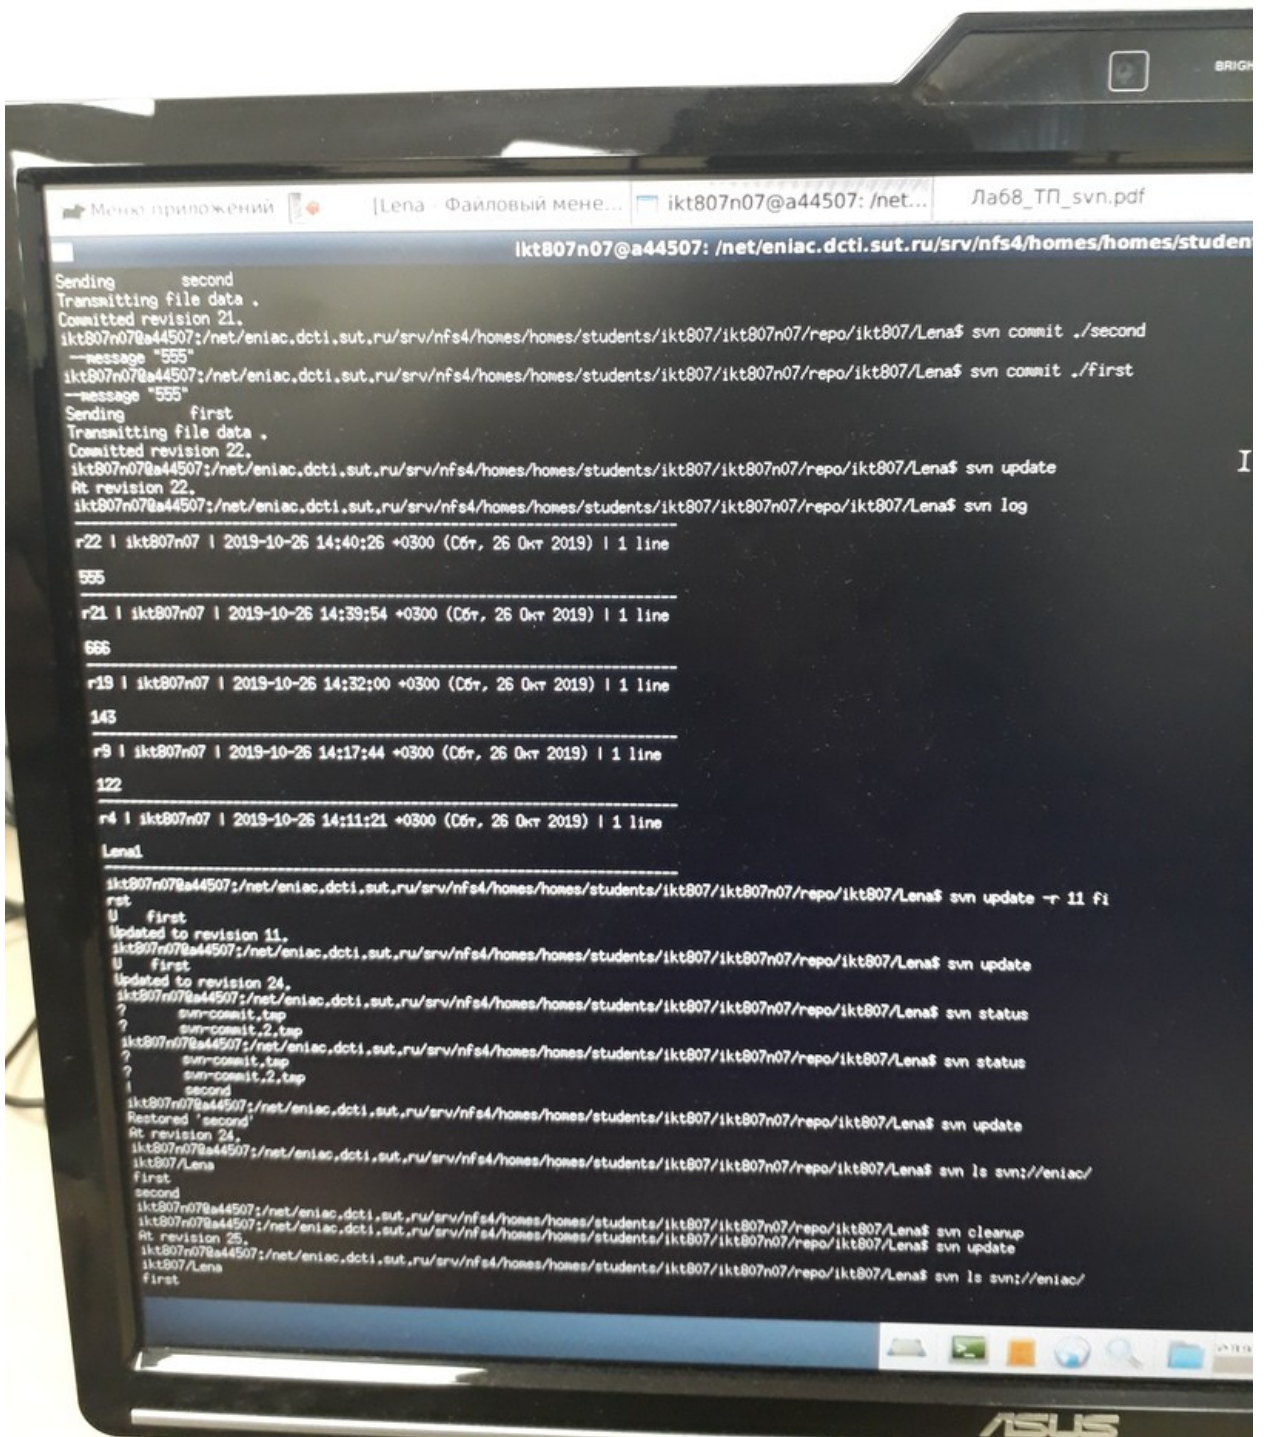 BRIGH
Меню приложений
[Lena - Файловый мене...
ikt807n07@a44507: /net...
Лаб8_ТП_svn.pdf
ikt807n07@a44507: /net/eniac.dcti.sut.ru/srv/nfs4/homes/homes/studen
Sending second
Transmitting file data .
Committed revision 21.
ikt807n07@a44507:/net/eniac.dcti.sut.ru/srv/nfs4/homes/homes/students/ikt807/ikt807n07/repo/ikt807/Lena$ svn commit ./second
--message "555"
ikt807n07@a44507:/net/eniac.dcti.sut.ru/srv/nfs4/homes/homes/students/ikt807/ikt807n07/repo/ikt807/Lena$ svn commit ./first
--message "555"
Sending first
Transmitting file data .
Committed revision 22.
ikt807n07@a44507:/net/eniac.dcti.sut.ru/srv/nfs4/homes/homes/students/ikt807/ikt807n07/repo/ikt807/Lena$ svn update
At revision 22.
ikt807n07@a44507:/net/eniac.dcti.sut.ru/srv/nfs4/homes/homes/students/ikt807/ikt807n07/repo/ikt807/Lena$ svn log
------------------------------------------------------------------------
r22 | ikt807n07 | 2019-10-26 14:40:26 +0300 (Сбт, 26 Окт 2019) | 1 line
555
------------------------------------------------------------------------
r21 | ikt807n07 | 2019-10-26 14:39:54 +0300 (Сбт, 26 Окт 2019) | 1 line
666
------------------------------------------------------------------------
r19 | ikt807n07 | 2019-10-26 14:32:00 +0300 (Сбт, 26 Окт 2019) | 1 line
143
------------------------------------------------------------------------
r9 | ikt807n07 | 2019-10-26 14:17:44 +0300 (Сбт, 26 Окт 2019) | 1 line
122
------------------------------------------------------------------------
r4 | ikt807n07 | 2019-10-26 14:11:21 +0300 (Сбт, 26 Окт 2019) | 1 line
Lena1
------------------------------------------------------------------------
ikt807n07@a44507:/net/eniac.dcti.sut.ru/srv/nfs4/homes/homes/students/ikt807/ikt807n07/repo/ikt807/Lena$ svn update -r 11 fi
rst
U first
Updated to revision 11.
ikt807n07@a44507:/net/eniac.dcti.sut.ru/srv/nfs4/homes/homes/students/ikt807/ikt807n07/repo/ikt807/Lena$ svn update
U first
Updated to revision 24.
ikt807n07@a44507:/net/eniac.dcti.sut.ru/srv/nfs4/homes/homes/students/ikt807/ikt807n07/repo/ikt807/Lena$ svn status
? svn-commit.tmp
? svn-commit.2.tmp
ikt807n07@a44507:/net/eniac.dcti.sut.ru/srv/nfs4/homes/homes/students/ikt807/ikt807n07/repo/ikt807/Lena$ svn status
? svn-commit.tmp
? svn-commit.2.tmp
! second
ikt807n07@a44507:/net/eniac.dcti.sut.ru/srv/nfs4/homes/homes/students/ikt807/ikt807n07/repo/ikt807/Lena$ svn update
Restored 'second'
At revision 24.
ikt807n07@a44507:/net/eniac.dcti.sut.ru/srv/nfs4/homes/homes/students/ikt807/ikt807n07/repo/ikt807/Lena$ svn ls svn://eniac/
ikt807/Lena
first
second
ikt807n07@a44507:/net/eniac.dcti.sut.ru/srv/nfs4/homes/homes/students/ikt807/ikt807n07/repo/ikt807/Lena$ svn cleanup
ikt807n07@a44507:/net/eniac.dcti.sut.ru/srv/nfs4/homes/homes/students/ikt807/ikt807n07/repo/ikt807/Lena$ svn update
At revision 25.
ikt807n07@a44507:/net/eniac.dcti.sut.ru/srv/nfs4/homes/homes/students/ikt807/ikt807n07/repo/ikt807/Lena$ svn ls svn://eniac/
ikt807/Lena
first
ASUS